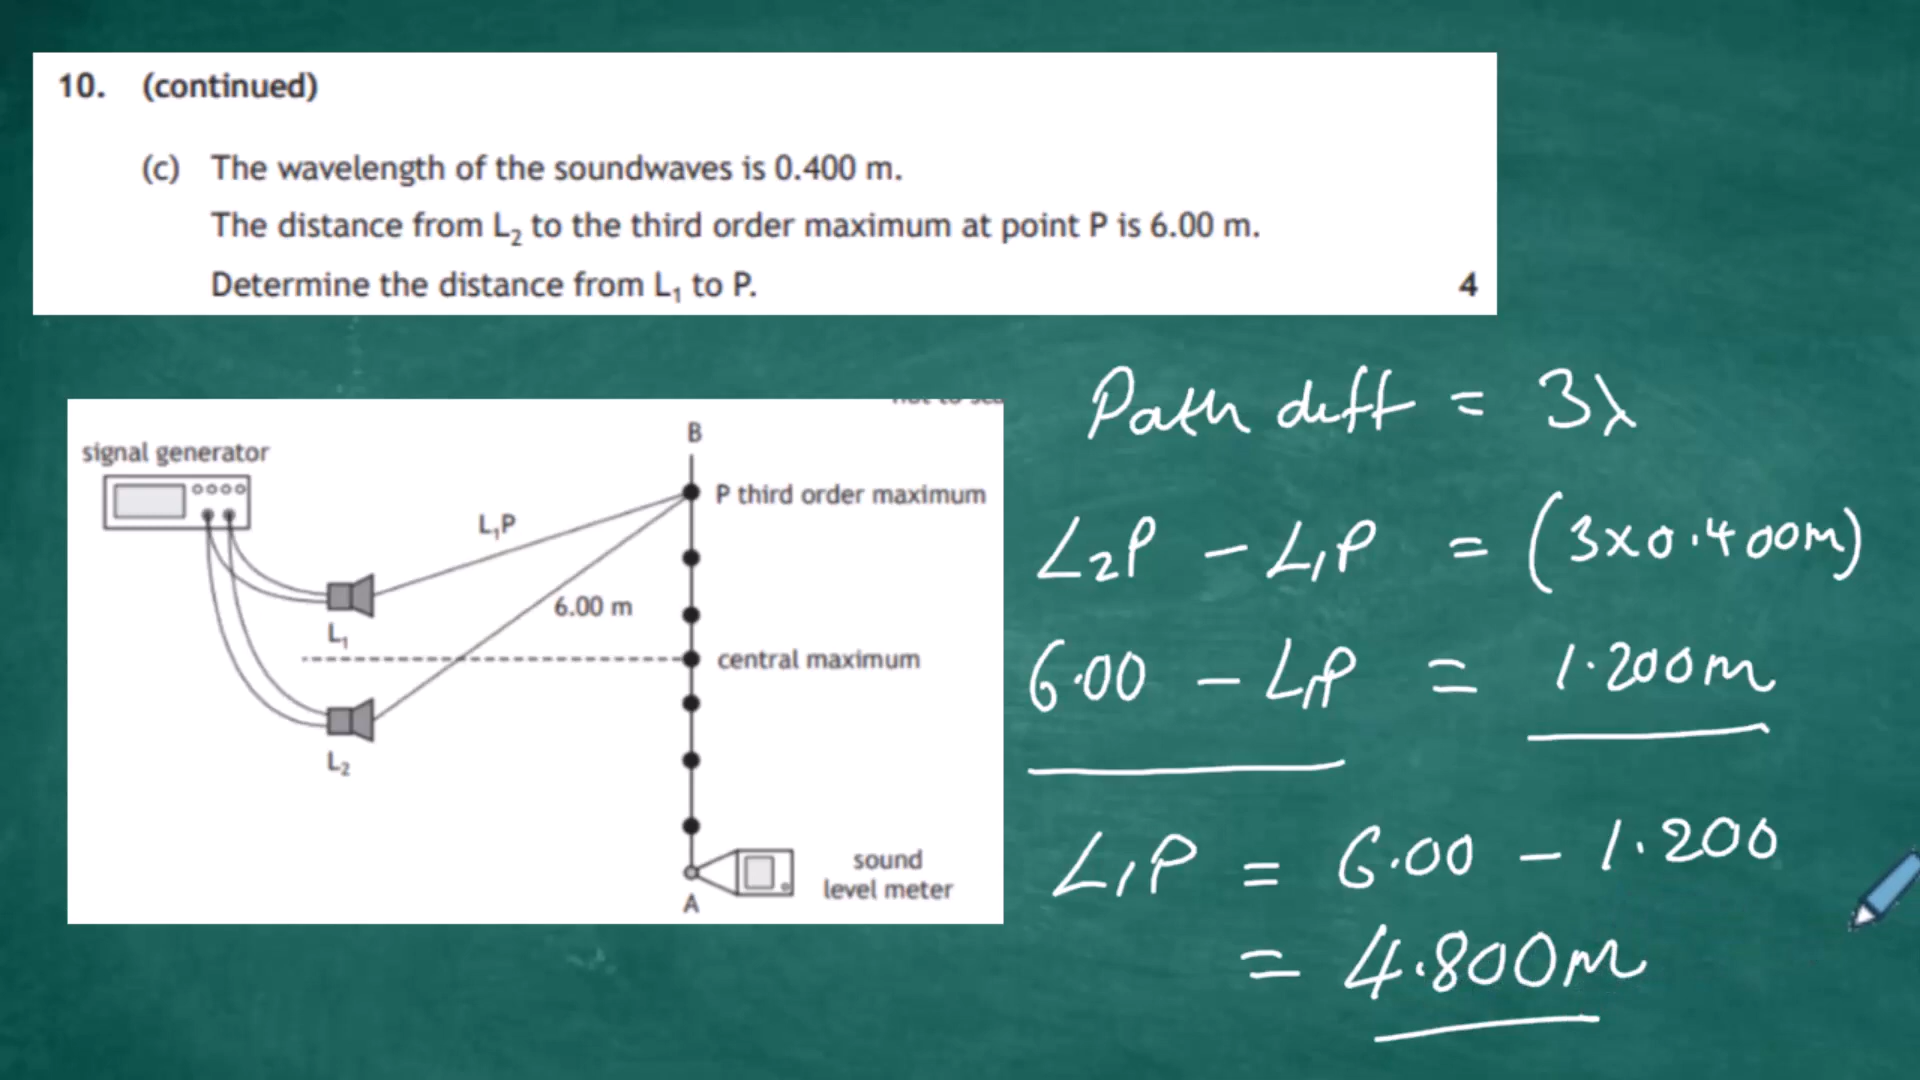 10. (continued)
(c) The wavelength of the soundwaves is 0.400 m.
The distance from L₂ to the third order maximum at point P is 6.00 m.
Determine the distance from L₁ to P. 4
signal generator
B
P third order maximum
L₁P
6.00 m
L₁
central maximum
L₂
sound
level meter
A
Path diff = 3λ
L₂P - L₁P = (3x0.400m)
6.00 - L₁P = 1.200m
L₁P = 6.00 - 1.200
= 4.800m